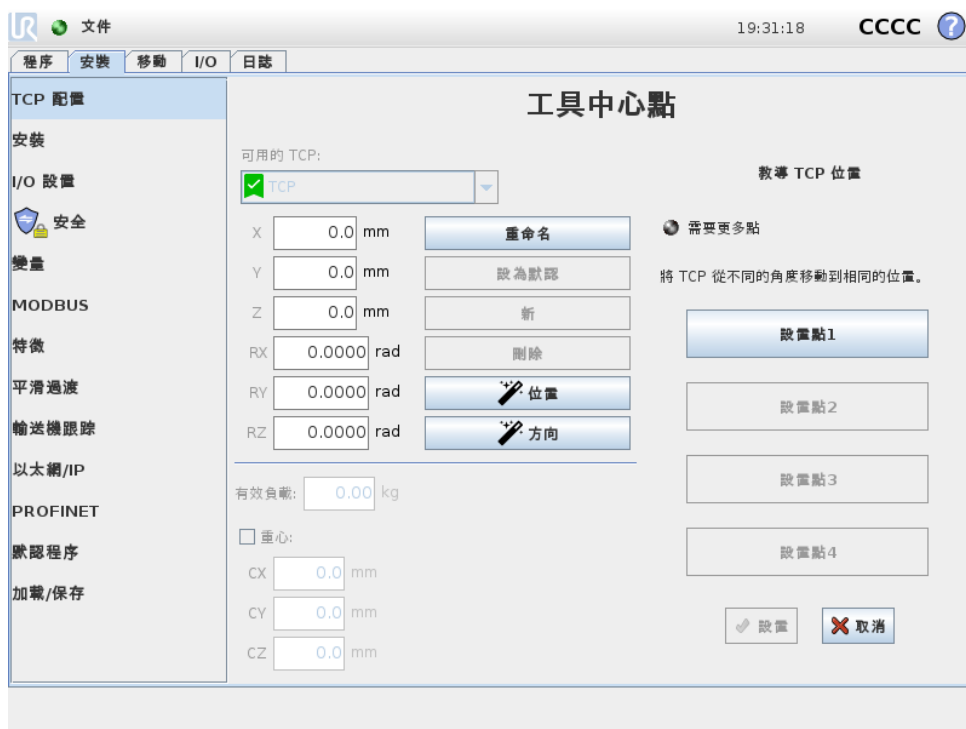 UR 文件 19:31:18 CCCC ?
程序 安裝 移動 I/O 日誌
TCP 配置
安裝
I/O 設置
安全
變量
MODBUS
特徵
平滑過渡
輸送機跟踪
以太網/IP
PROFINET
默認程序
加載/保存
工具中心點
可用的 TCP:
TCP
X 0.0 mm 重命名
Y 0.0 mm 設為默認
Z 0.0 mm 新
RX 0.0000 rad 刪除
RY 0.0000 rad 位置
RZ 0.0000 rad 方向
有效負載: 0.00 kg
重心:
CX 0.0 mm
CY 0.0 mm
CZ 0.0 mm
教導 TCP 位置
需要更多點
將 TCP 從不同的角度移動到相同的位置。
設置點1
設置點2
設置點3
設置點4
設置 取消